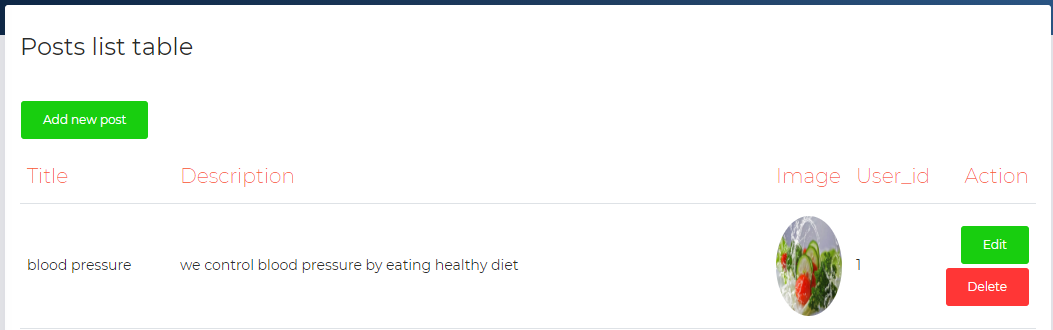 Posts list table
Add new post
Title Description Image User_id Action
blood pressure we control blood pressure by eating healthy diet 1 Edit
Delete